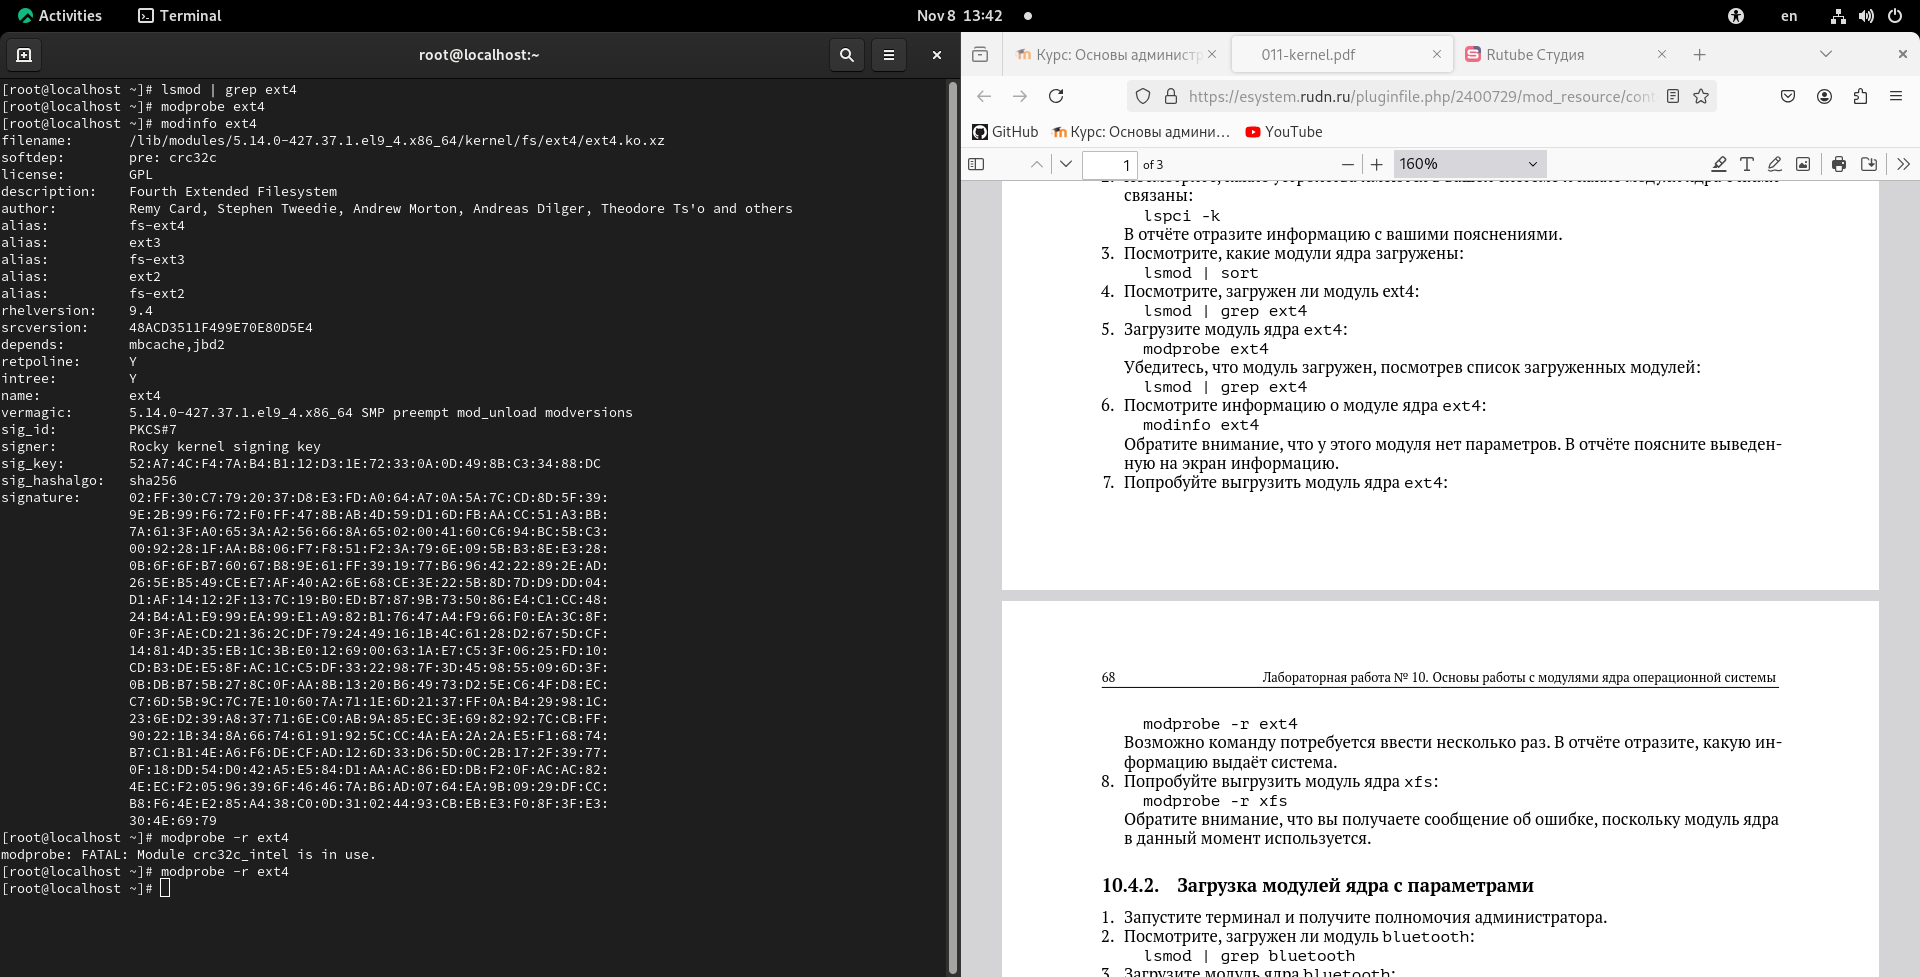 Activities
Terminal
Nov 8 13:42
en
root@localhost:~
[root@localhost ~]# lsmod | grep ext4
[root@localhost ~]# modprobe ext4
[root@localhost ~]# modinfo ext4
filename: /lib/modules/5.14.0-427.37.1.el9_4.x86_64/kernel/fs/ext4/ext4.ko.xz
softdep: pre: crc32c
license: GPL
description: Fourth Extended Filesystem
author: Remy Card, Stephen Tweedie, Andrew Morton, Andreas Dilger, Theodore Ts'o and others
alias: fs-ext4
alias: ext3
alias: fs-ext3
alias: ext2
alias: fs-ext2
rhelversion: 9.4
srcversion: 48ACD3511F499E70E80D5E4
depends: mbcache,jbd2
retpoline: Y
intree: Y
name: ext4
vermagic: 5.14.0-427.37.1.el9_4.x86_64 SMP preempt mod_unload modversions
sig_id: PKCS#7
signer: Rocky kernel signing key
sig_key: 52:A7:4C:F4:7A:B4:B1:12:D3:1E:72:33:0A:0D:49:8B:C3:34:88:DC
sig_hashalgo: sha256
signature: 02:FF:30:C7:79:20:37:D8:E3:FD:A0:64:A7:0A:5A:7C:CD:8D:5F:39:
9E:2B:99:F6:72:F0:FF:47:8B:AB:4D:59:D1:6D:FB:AA:CC:51:A3:BB:
7A:61:3F:A0:65:3A:A2:56:66:8A:65:02:00:41:60:C6:94:BC:5B:C3:
00:92:28:1F:AA:B8:06:F7:F8:51:F2:3A:79:6E:09:5B:B3:8E:E3:28:
0B:6F:6F:B7:60:67:B8:9E:61:FF:39:19:77:B6:96:42:22:89:2E:AD:
26:5E:B5:49:CE:E7:AF:40:A2:6E:68:CE:3E:22:5B:8D:7D:D9:DD:04:
D1:AF:14:12:2F:13:7C:19:B0:ED:B7:87:9B:73:50:86:E4:C1:CC:48:
24:B4:A1:E9:99:EA:99:E1:A9:82:B1:76:47:A4:F9:66:F0:EA:3C:8F:
0F:3F:AE:CD:21:36:2C:DF:79:24:49:16:1B:4C:61:28:D2:67:5D:CF:
14:81:4D:35:EB:1C:3B:E0:12:69:00:63:1A:E7:C5:3F:06:25:FD:10:
CD:B3:DE:E5:8F:AC:1C:C5:DF:33:22:98:7F:3D:45:98:55:09:6D:3F:
0B:DB:B7:5B:27:8C:0F:AA:8B:13:20:B6:49:73:D2:5E:C6:4F:D8:EC:
C7:6D:5B:9C:7C:7E:10:60:7A:71:1E:6D:21:37:FF:0A:B4:29:98:1C:
23:6E:D2:39:A8:37:71:6E:C0:AB:9A:85:EC:3E:69:82:92:7C:CB:FF:
90:22:1B:34:8A:66:74:61:91:92:5C:CC:4A:EA:2A:2A:E5:F1:68:74:
B7:C1:B1:4E:A6:F6:DE:CF:AD:12:6D:33:D6:5D:0C:2B:17:2F:39:77:
0F:18:DD:54:D0:42:A5:E5:84:D1:AA:AC:86:ED:DB:F2:0F:AC:AC:82:
4E:EC:F2:05:96:39:6F:46:46:7A:B6:AD:07:64:EA:9B:09:29:DF:CC:
B8:F6:4E:E2:85:A4:38:C0:0D:31:02:44:93:CB:EB:E3:F0:8F:3F:E3:
30:4E:69:79
[root@localhost ~]# modprobe -r ext4
modprobe: FATAL: Module crc32c_intel is in use.
[root@localhost ~]# modprobe -r ext4
[root@localhost ~]#
Курс: Основы администр
011-kernel.pdf
Rutube Студия
https://esystem.rudn.ru/pluginfile.php/2400729/mod_resource/cont
GitHub
Курс: Основы админи…
YouTube
1 of 3
160%
2. Посмотрите, какие устройства имеются в вашей системе и какие модули ядра с ними
связаны:
lspci -k
В отчёте отразите информацию с вашими пояснениями.
3. Посмотрите, какие модули ядра загружены:
lsmod | sort
4. Посмотрите, загружен ли модуль ext4:
lsmod | grep ext4
5. Загрузите модуль ядра ext4:
modprobe ext4
Убедитесь, что модуль загружен, посмотрев список загруженных модулей:
lsmod | grep ext4
6. Посмотрите информацию о модуле ядра ext4:
modinfo ext4
Обратите внимание, что у этого модуля нет параметров. В отчёте поясните выведен-
ную на экран информацию.
7. Попробуйте выгрузить модуль ядра ext4:
68 Лабораторная работа № 10. Основы работы с модулями ядра операционной системы
modprobe -r ext4
Возможно команду потребуется ввести несколько раз. В отчёте отразите, какую ин-
формацию выдаёт система.
8. Попробуйте выгрузить модуль ядра xfs:
modprobe -r xfs
Обратите внимание, что вы получаете сообщение об ошибке, поскольку модуль ядра
в данный момент используется.
10.4.2. Загрузка модулей ядра с параметрами
1. Запустите терминал и получите полномочия администратора.
2. Посмотрите, загружен ли модуль bluetooth:
lsmod | grep bluetooth
3. Загрузите модуль ядра bluetooth: